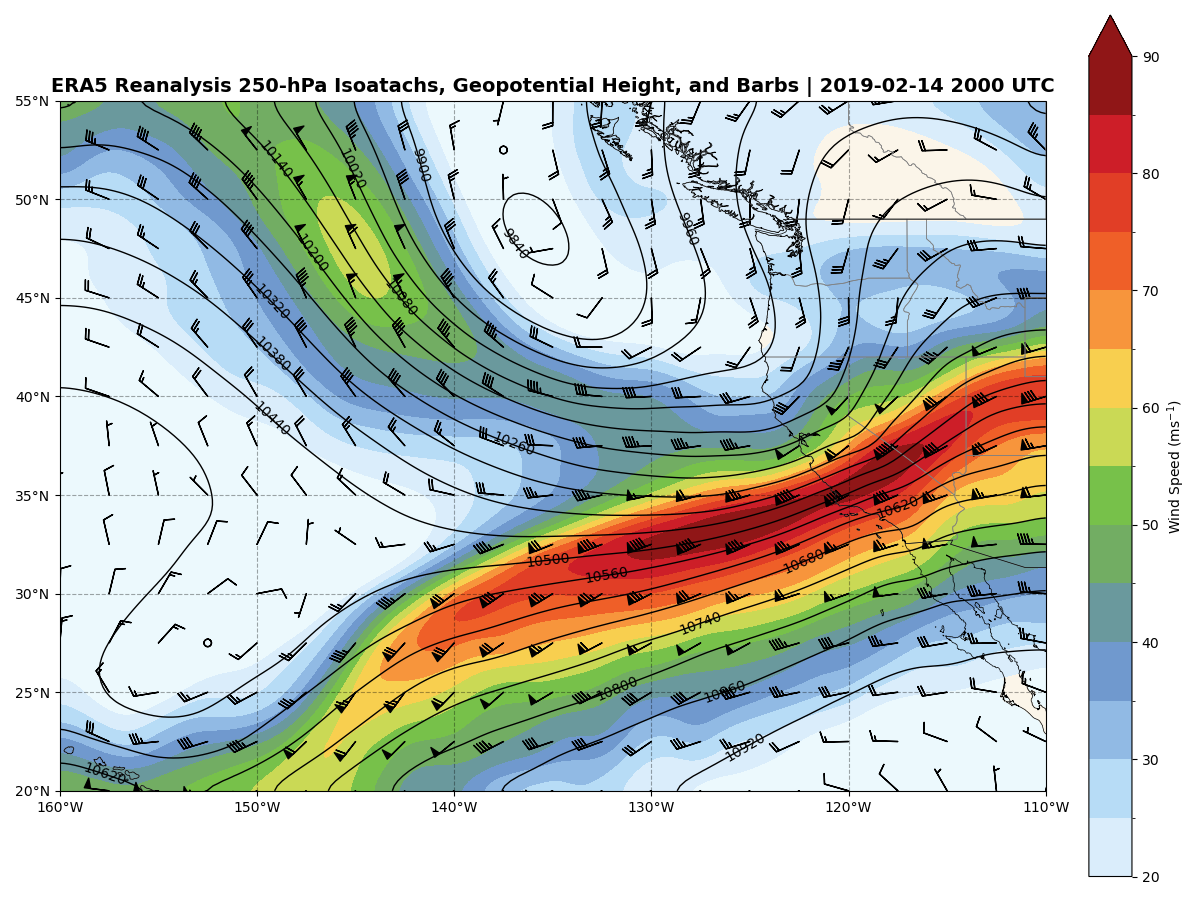 ERA5 Reanalysis 250-hPa Isoatachs, Geopotential Height, and Barbs | 2019-02-14 2000 UTC
55°N
50°N
45°N
40°N
35°N
30°N
25°N
20°N
160°W
150°W
140°W
130°W
120°W
110°W
10140
10020
9900
9960
9840
10200
10080
10320
10380
10440
10260
10500
10560
10620
10680
10740
10800
10860
10920
10620
90
80
70
60
50
40
30
20
Wind Speed (ms⁻¹)